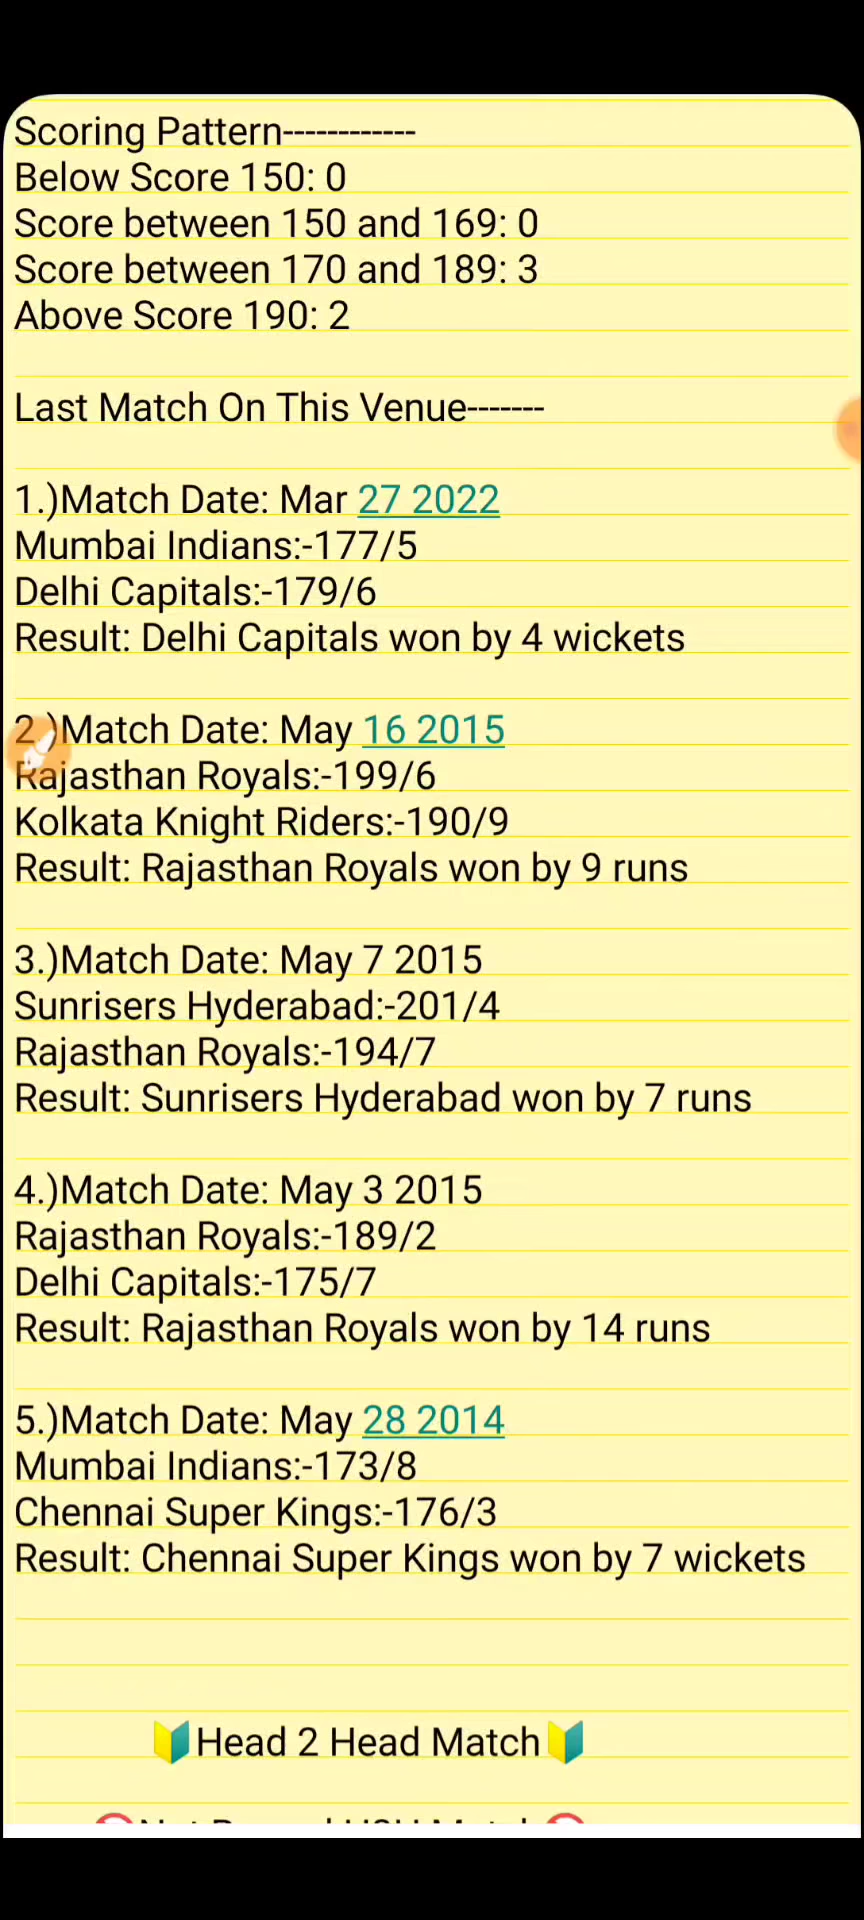 Scoring Pattern------------
Below Score 150: 0
Score between 150 and 169: 0
Score between 170 and 189: 3
Above Score 190: 2
Last Match On This Venue-------
1.)Match Date: Mar 27 2022
Mumbai Indians:-177/5
Delhi Capitals:-179/6
Result: Delhi Capitals won by 4 wickets
2.)Match Date: May 16 2015
Rajasthan Royals:-199/6
Kolkata Knight Riders:-190/9
Result: Rajasthan Royals won by 9 runs
3.)Match Date: May 7 2015
Sunrisers Hyderabad:-201/4
Rajasthan Royals:-194/7
Result: Sunrisers Hyderabad won by 7 runs
4.)Match Date: May 3 2015
Rajasthan Royals:-189/2
Delhi Capitals:-175/7
Result: Rajasthan Royals won by 14 runs
5.)Match Date: May 28 2014
Mumbai Indians:-173/8
Chennai Super Kings:-176/3
Result: Chennai Super Kings won by 7 wickets
🔰Head 2 Head Match🔰